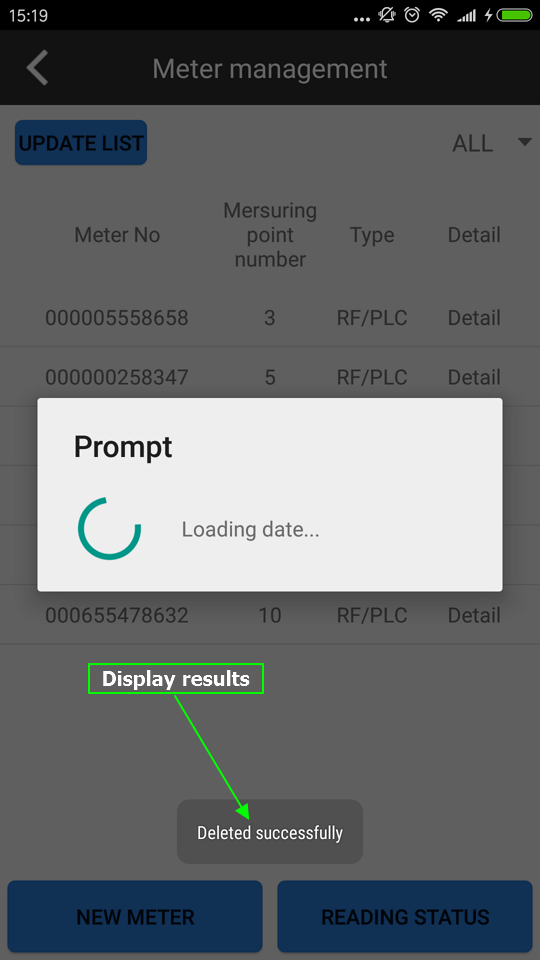 15:19
Meter management
UPDATE LIST
ALL
Meter No
Mersuring
point
number
Type
Detail
000005558658 3 RF/PLC Detail
000000258347 5 RF/PLC Detail
Prompt
Loading date...
000655478632 10 RF/PLC Detail
Display results
Deleted successfully
NEW METER
READING STATUS